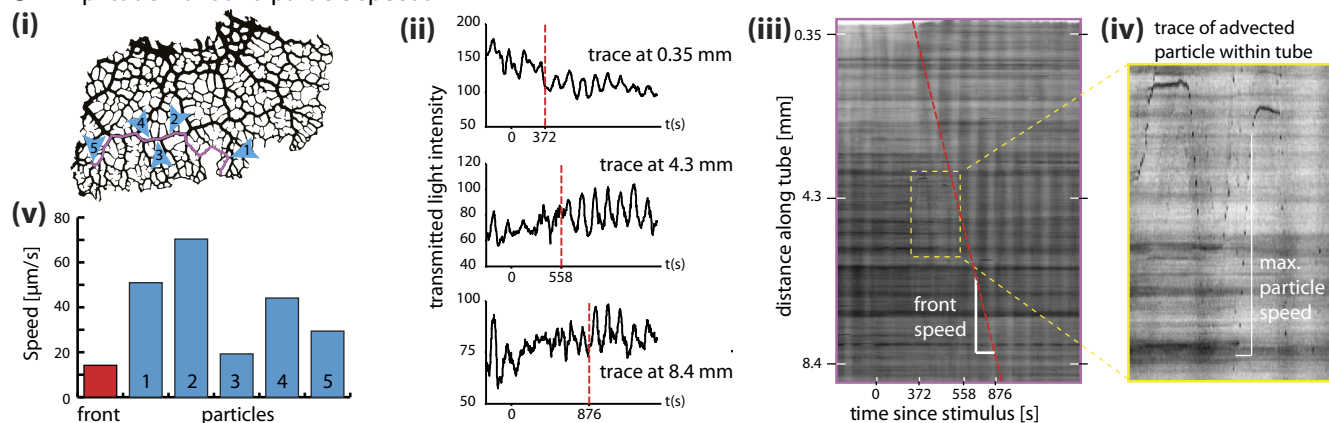 (i)
4
2
5
3
1
(ii)
transmitted light intensity
200
175
150
125
100
50
trace at 0.35 mm
0
372
t(s)
120
100
80
60
40
trace at 4.3 mm
0
558
t(s)
100
75
50
trace at 8.4 mm
0
876
t(s)
(iii)
distance along tube [mm]
0.35
4.3
8.4
front
speed
0
372
558
876
time since stimulus [s]
(iv)
trace of advected
particle within tube
max.
particle
speed
(v)
Speed [µm/s]
80
60
40
20
0
1
2
3
4
5
front
particles